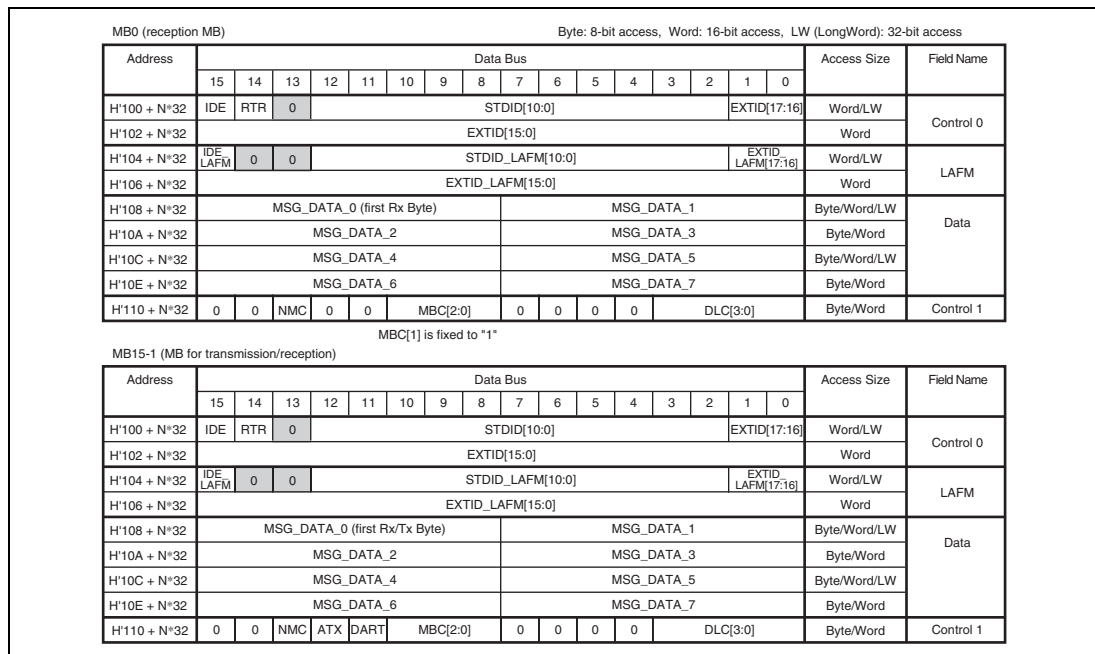 MB0 (reception MB) Byte: 8-bit access, Word: 16-bit access, LW (LongWord): 32-bit access
Address Data Bus Access Size Field Name
15 14 13 12 11 10 9 8 7 6 5 4 3 2 1 0
H'100 + N*32 IDE RTR 0 STDID[10:0] EXTID[17:16] Word/LW Control 0
H'102 + N*32 EXTID[15:0] Word
H'104 + N*32 IDE_LAFM 0 0 STDID_LAFM[10:0] EXTID_LAFM[17:16] Word/LW LAFM
H'106 + N*32 EXTID_LAFM[15:0] Word
H'108 + N*32 MSG_DATA_0 (first Rx Byte) MSG_DATA_1 Byte/Word/LW Data
H'10A + N*32 MSG_DATA_2 MSG_DATA_3 Byte/Word
H'10C + N*32 MSG_DATA_4 MSG_DATA_5 Byte/Word/LW
H'10E + N*32 MSG_DATA_6 MSG_DATA_7 Byte/Word
H'110 + N*32 0 0 NMC 0 0 MBC[2:0] 0 0 0 0 DLC[3:0] Byte/Word Control 1
MBC[1] is fixed to "1"
MB15-1 (MB for transmission/reception)
Address Data Bus Access Size Field Name
15 14 13 12 11 10 9 8 7 6 5 4 3 2 1 0
H'100 + N*32 IDE RTR 0 STDID[10:0] EXTID[17:16] Word/LW Control 0
H'102 + N*32 EXTID[15:0] Word
H'104 + N*32 IDE_LAFM 0 0 STDID_LAFM[10:0] EXTID_LAFM[17:16] Word/LW LAFM
H'106 + N*32 EXTID_LAFM[15:0] Word
H'108 + N*32 MSG_DATA_0 (first Rx/Tx Byte) MSG_DATA_1 Byte/Word/LW Data
H'10A + N*32 MSG_DATA_2 MSG_DATA_3 Byte/Word
H'10C + N*32 MSG_DATA_4 MSG_DATA_5 Byte/Word/LW
H'10E + N*32 MSG_DATA_6 MSG_DATA_7 Byte/Word
H'110 + N*32 0 0 NMC ATX DART MBC[2:0] 0 0 0 0 DLC[3:0] Byte/Word Control 1